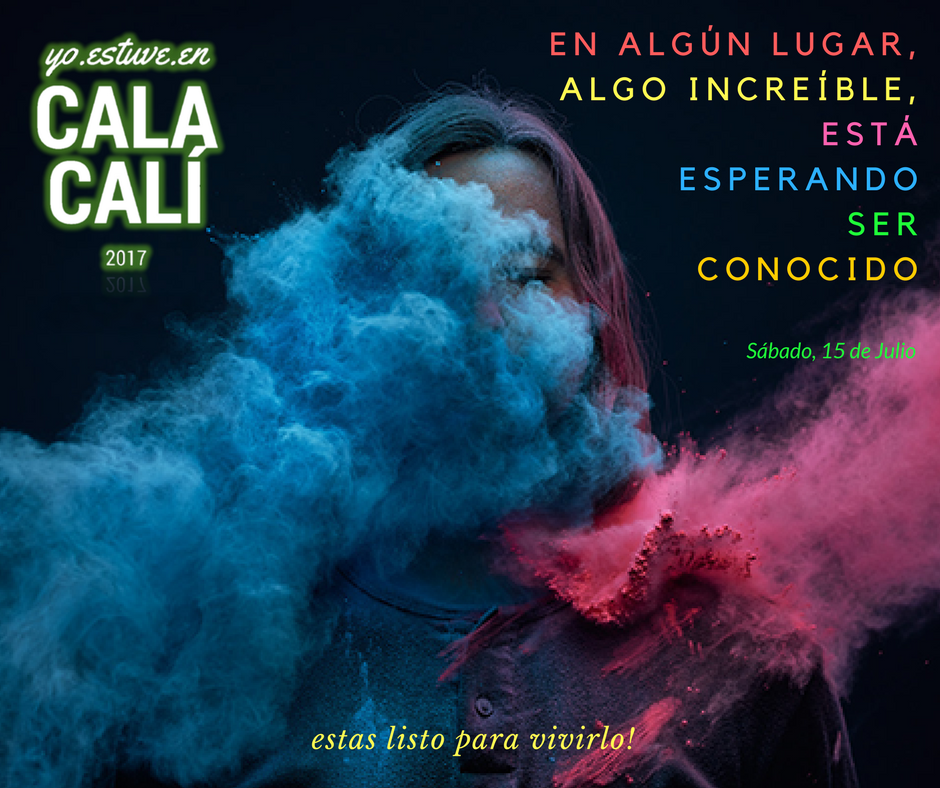 yo.estuve.en
CALA
CALÍ
2017
EN ALGÚN LUGAR,
ALGO INCREÍBLE,
ESTÁ
ESPERANDO
SER
CONOCIDO
Sábado, 15 de Julio
estas listo para vivirlo!